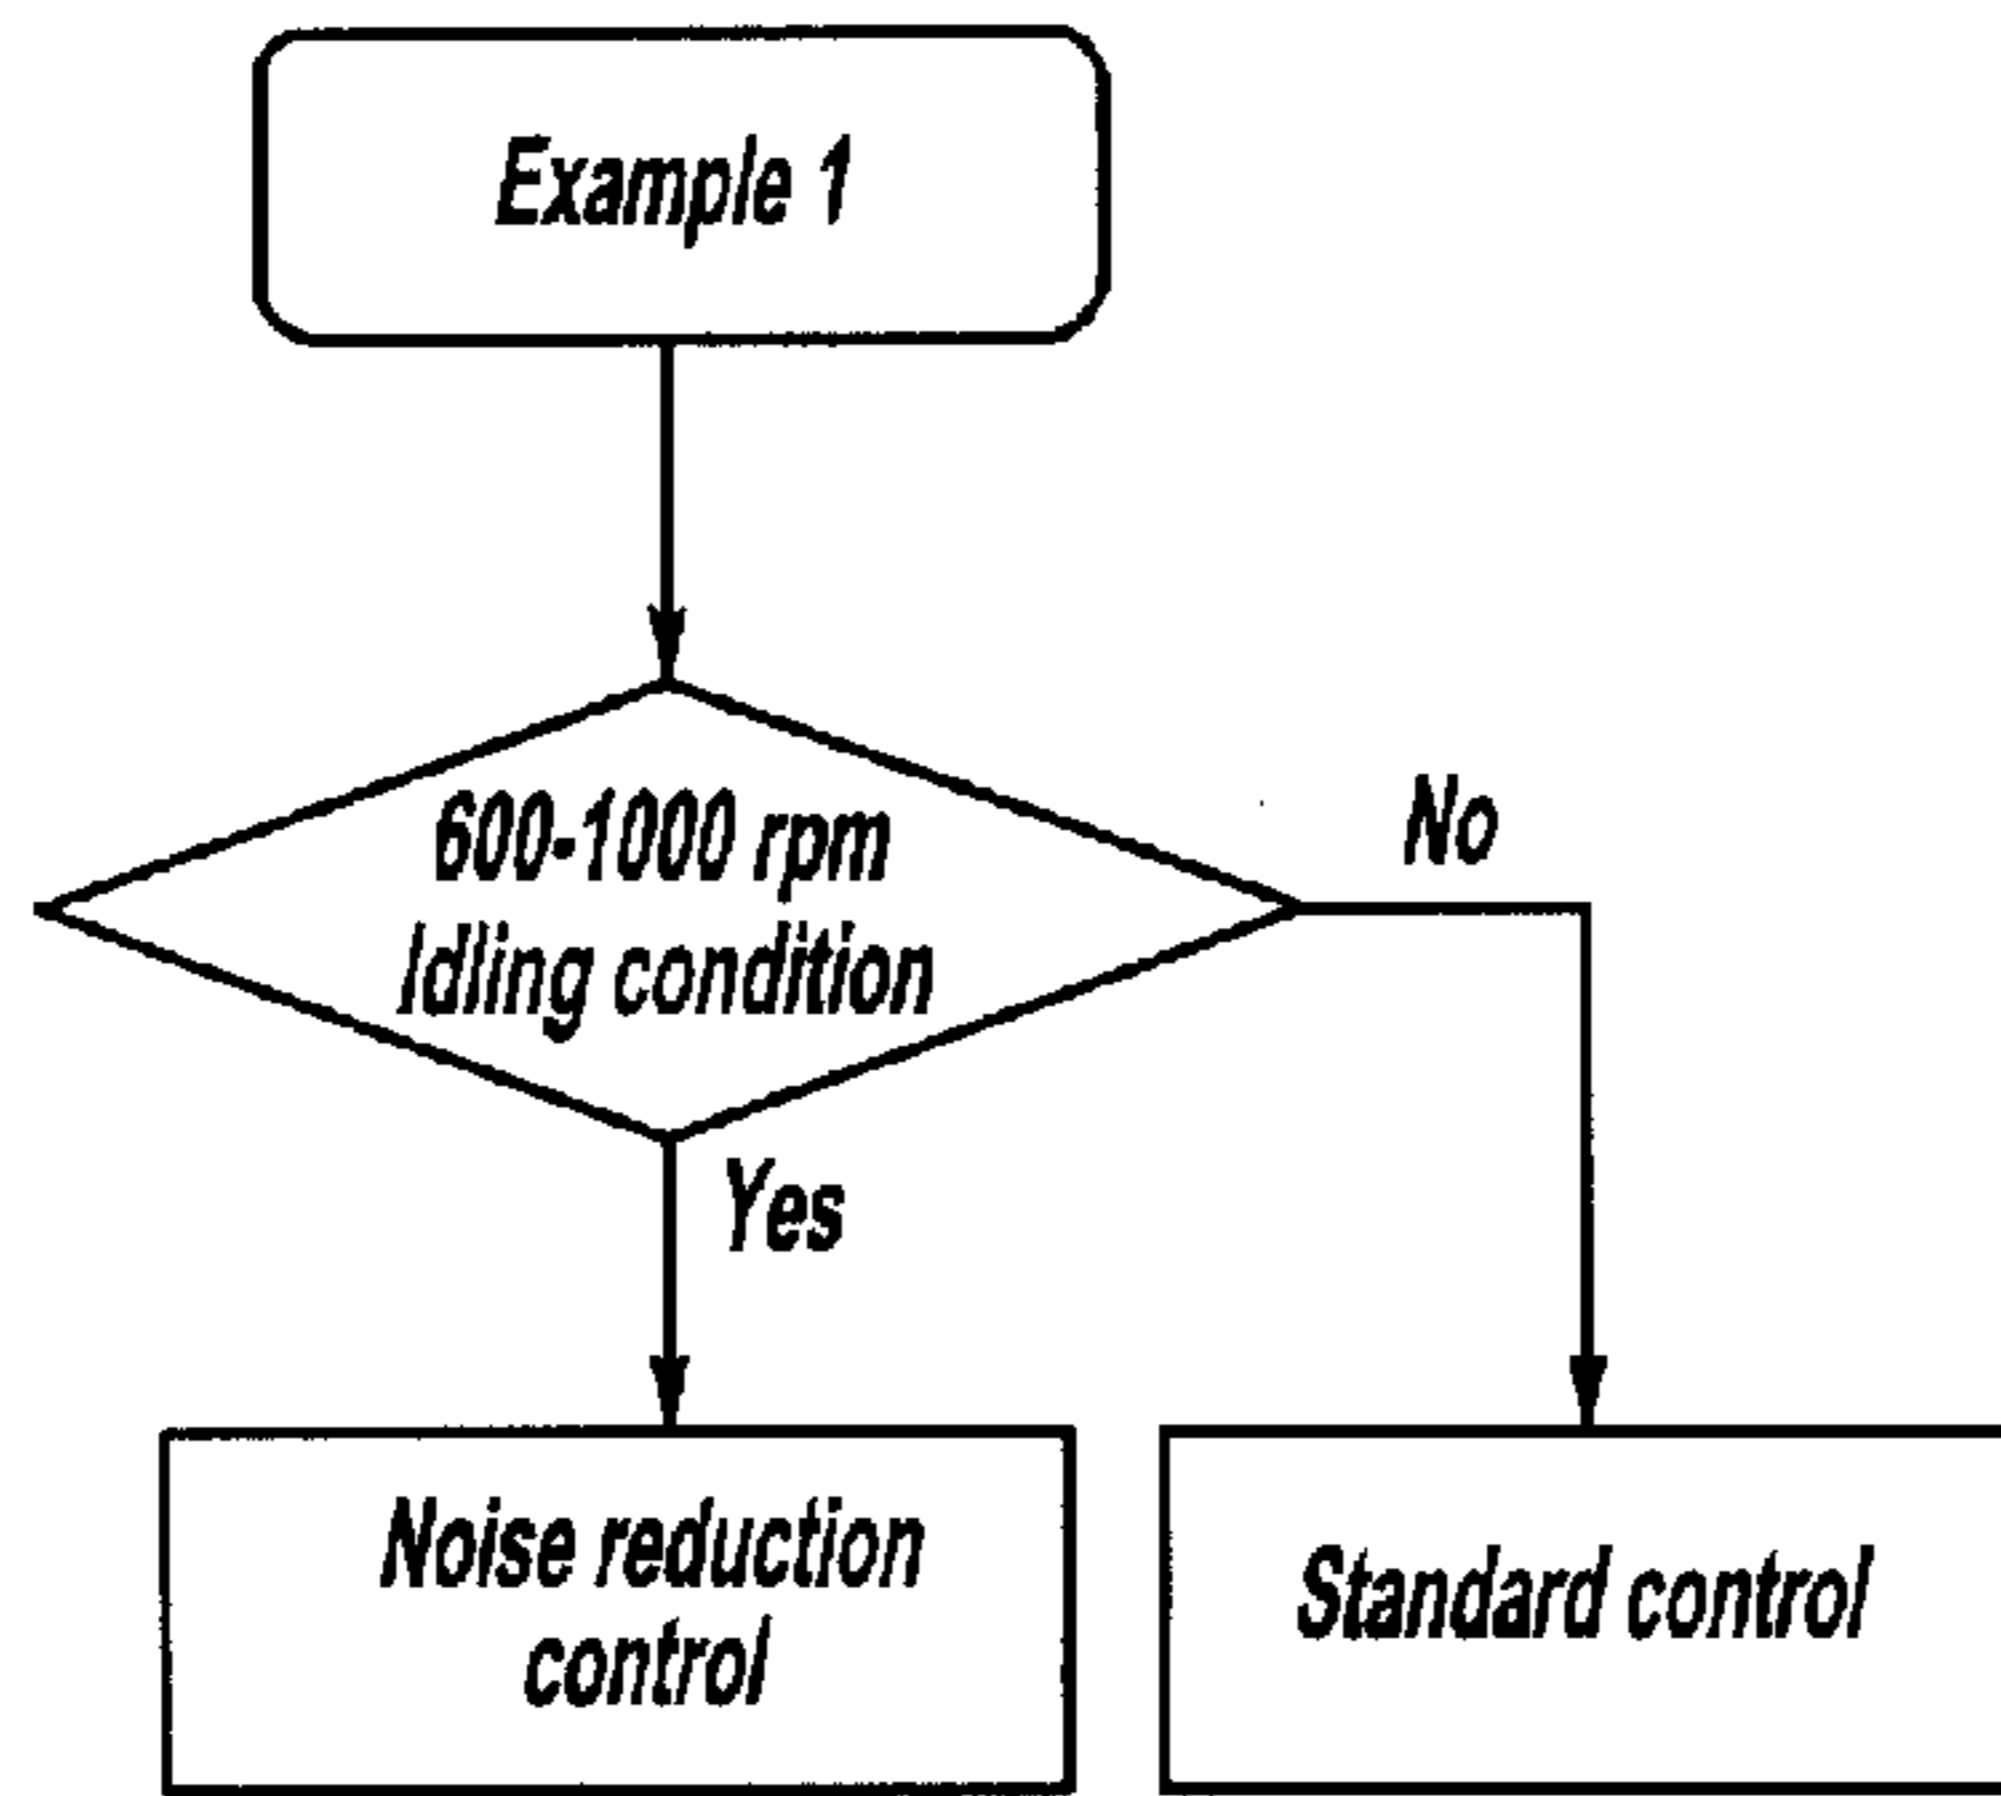 Example 1
600-1000 rpm
Idling condition
No
Yes
Noise reduction
control
Standard control